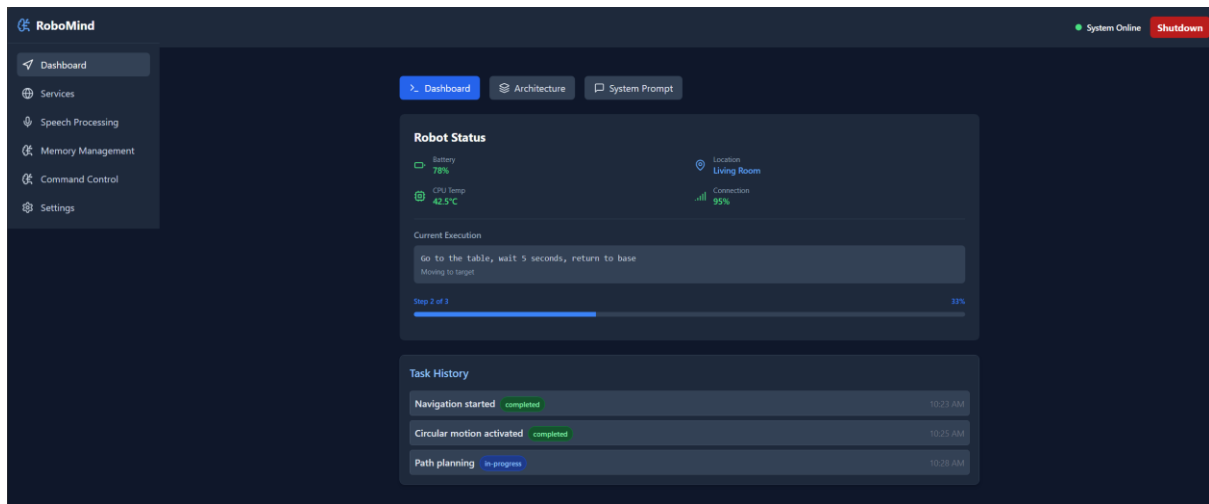 RoboMind
System Online Shutdown
Dashboard
Services
Speech Processing
Memory Management
Command Control
Settings
>_ Dashboard Architecture System Prompt
Robot Status
Battery
78%
Location
Living Room
CPU Temp
42.5°C
Connection
95%
Current Execution
Go to the table, wait 5 seconds, return to base
Moving to target
Step 2 of 3 33%
Task History
Navigation started completed 10:23 AM
Circular motion activated completed 10:25 AM
Path planning in-progress 10:28 AM